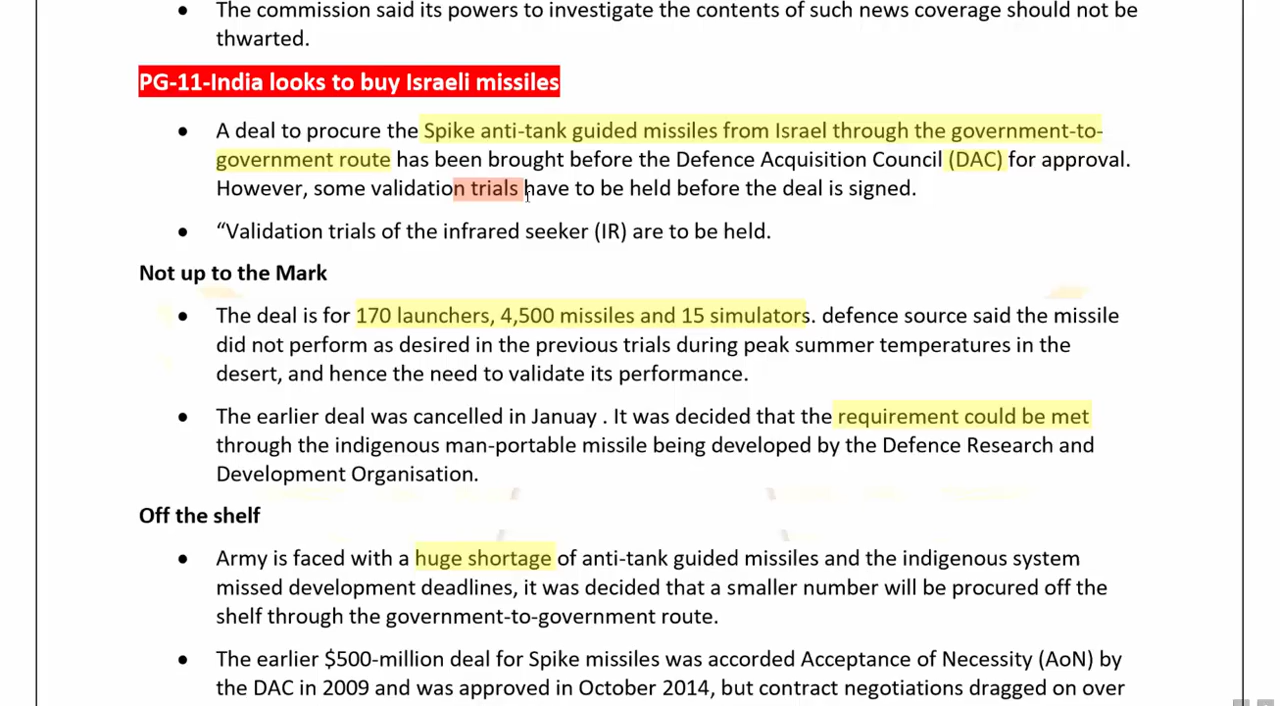 • The commission said its powers to investigate the contents of such news coverage should not be
thwarted.
PG-11-India looks to buy Israeli missiles
• A deal to procure the Spike anti-tank guided missiles from Israel through the government-to-
government route has been brought before the Defence Acquisition Council (DAC) for approval.
However, some validation trials have to be held before the deal is signed.
• “Validation trials of the infrared seeker (IR) are to be held.
Not up to the Mark
• The deal is for 170 launchers, 4,500 missiles and 15 simulators. defence source said the missile
did not perform as desired in the previous trials during peak summer temperatures in the
desert, and hence the need to validate its performance.
• The earlier deal was cancelled in Januay . It was decided that the requirement could be met
through the indigenous man-portable missile being developed by the Defence Research and
Development Organisation.
Off the shelf
• Army is faced with a huge shortage of anti-tank guided missiles and the indigenous system
missed development deadlines, it was decided that a smaller number will be procured off the
shelf through the government-to-government route.
• The earlier $500-million deal for Spike missiles was accorded Acceptance of Necessity (AoN) by
the DAC in 2009 and was approved in October 2014, but contract negotiations dragged on over